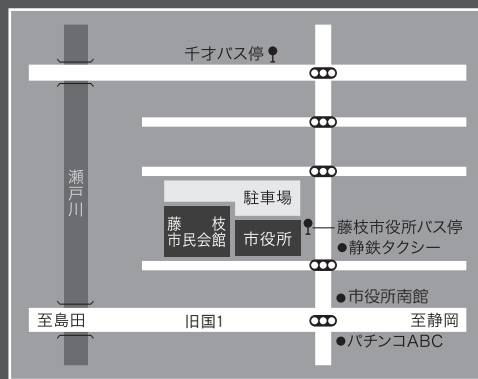 千才バス停
瀬戸川
駐車場
藤枝
市民会館
市役所
藤枝市役所バス停
●静鉄タクシー
●市役所南館
至島田
旧国1
至静岡
●パチンコABC